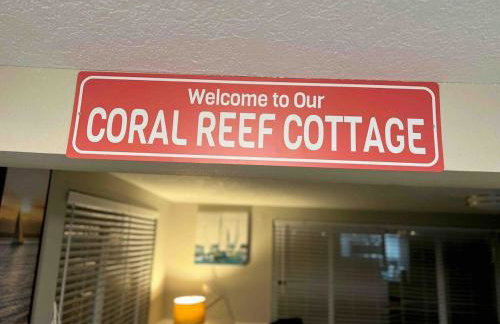 Welcome to Our
CORAL REEF COTTAGE